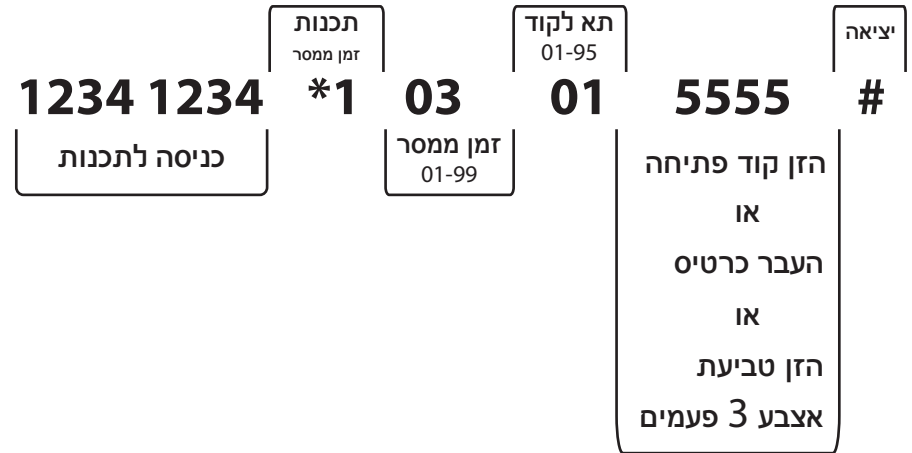 תכנות
זמן ממסר
תא לקוד
01-95
יציאה
1234 1234 *1 03 01 5555 #
כניסה לתכנות
זמן ממסר
01-99
הזן קוד פתיחה
או
העבר כרטיס
או
הזן טביעת
אצבע 3 פעמים